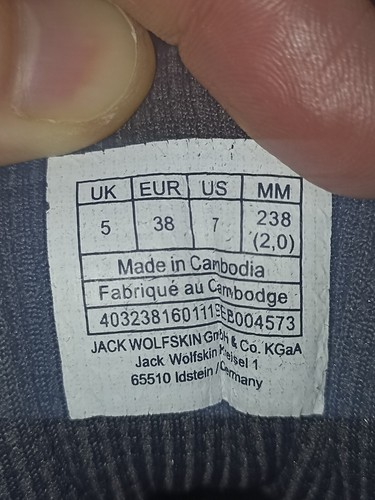 UK EUR US MM
5 38 7 238
(2,0)
Made in Cambodia
Fabriqué au Cambodge
JACK WOLFSKIN GmbH & Co. KGaA
Jack Wolfskin Kreisel 1
65510 Idstein / Germany